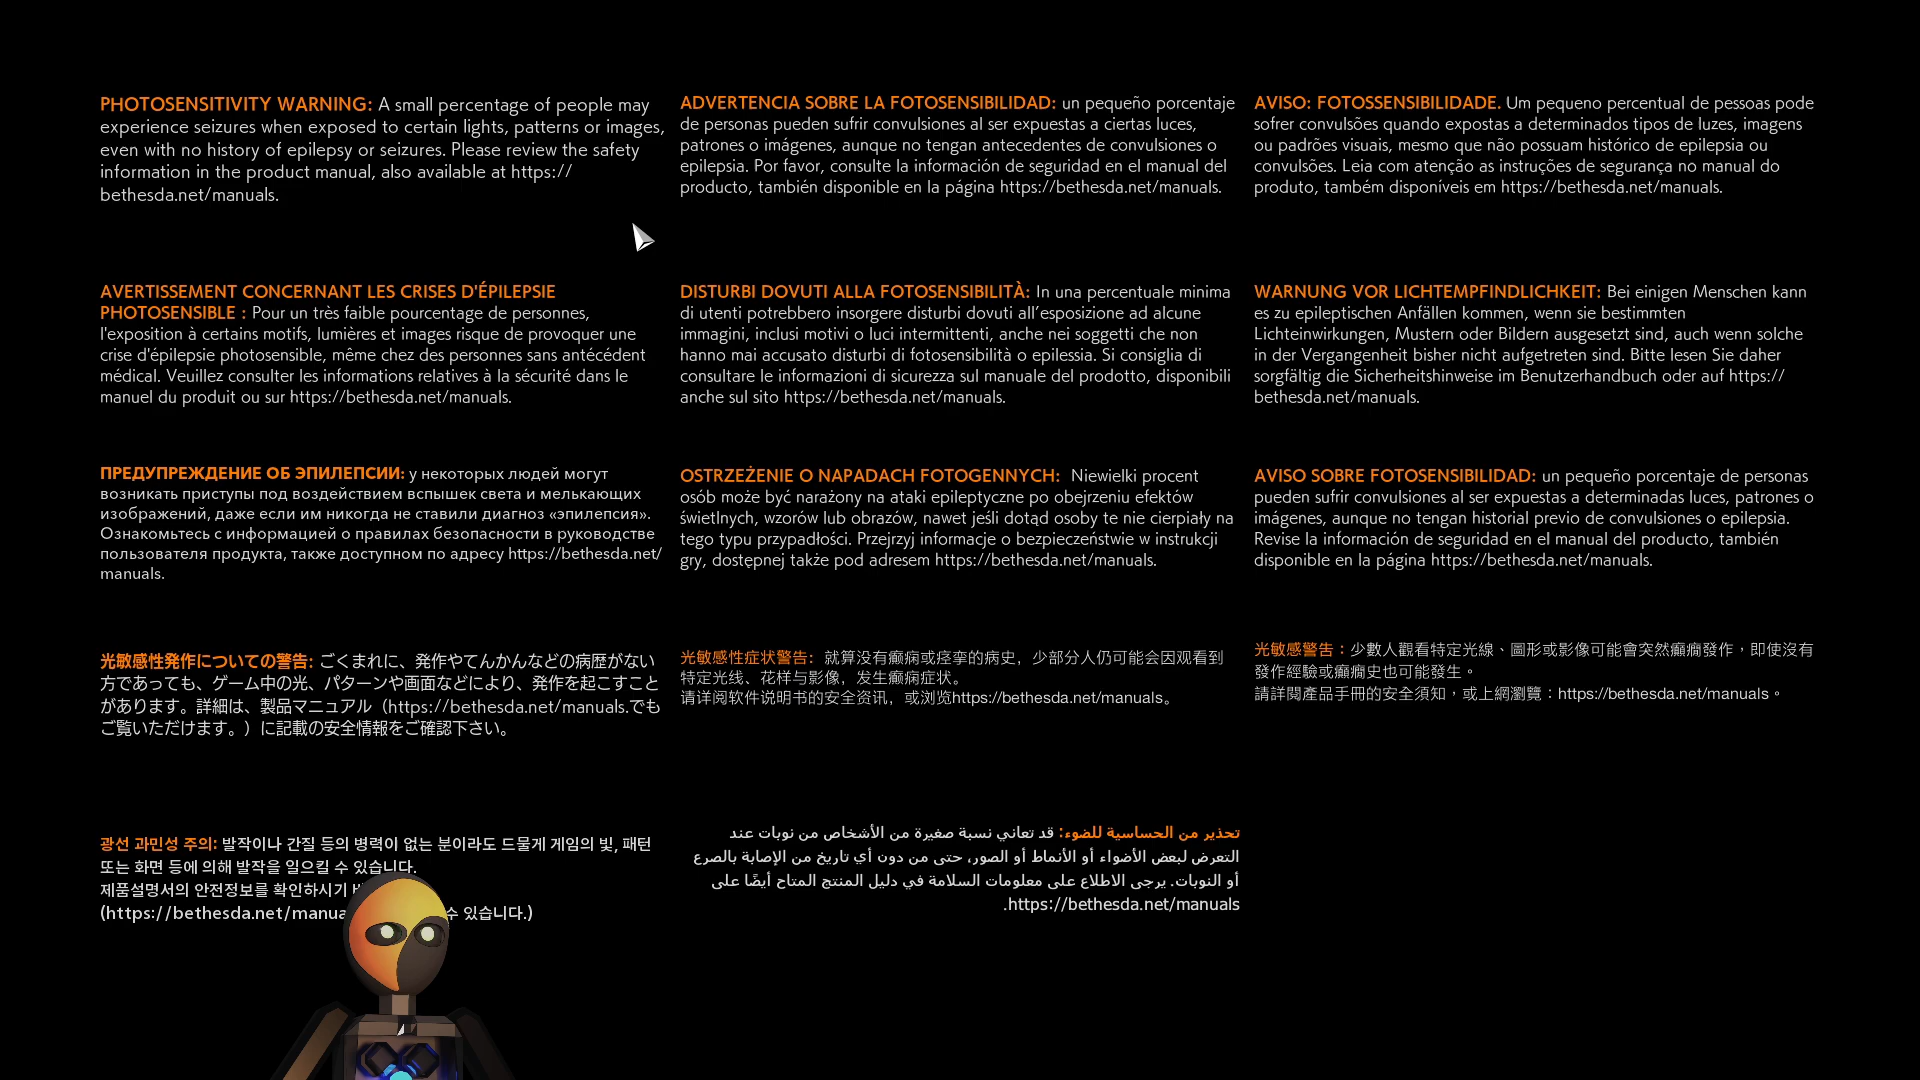 PHOTOSENSITIVITY WARNING: A small percentage of people may
experience seizures when exposed to certain lights, patterns or images,
even with no history of epilepsy or seizures. Please review the safety
information in the product manual, also available at https://
bethesda.net/manuals.
ADVERTENCIA SOBRE LA FOTOSENSIBILIDAD: un pequeño porcentaje
de personas pueden sufrir convulsiones al ser expuestas a ciertas luces,
patrones o imágenes, aunque no tengan antecedentes de convulsiones o
epilepsia. Por favor, consulte la información de seguridad en el manual del
producto, también disponible en la página https://bethesda.net/manuals.
AVISO: FOTOSSENSIBILIDADE. Um pequeno percentual de pessoas pode
sofrer convulsões quando expostas a determinados tipos de luzes, imagens
ou padrões visuais, mesmo que não possuam histórico de epilepsia ou
convulsões. Leia com atenção as instruções de segurança no manual do
produto, também disponíveis em https://bethesda.net/manuals.
AVERTISSEMENT CONCERNANT LES CRISES D'ÉPILEPSIE
PHOTOSENSIBLE : Pour un très faible pourcentage de personnes,
l'exposition à certains motifs, lumières et images risque de provoquer une
crise d'épilepsie photosensible, même chez des personnes sans antécédent
médical. Veuillez consulter les informations relatives à la sécurité dans le
manuel du produit ou sur https://bethesda.net/manuals.
DISTURBI DOVUTI ALLA FOTOSENSIBILITÀ: In una percentuale minima
di utenti potrebbero insorgere disturbi dovuti all’esposizione ad alcune
immagini, inclusi motivi o luci intermittenti, anche nei soggetti che non
hanno mai accusato disturbi di fotosensibilità o epilessia. Si consiglia di
consultare le informazioni di sicurezza sul manuale del prodotto, disponibili
anche sul sito https://bethesda.net/manuals.
WARNUNG VOR LICHTEMPFINDLICHKEIT: Bei einigen Menschen kann
es zu epileptischen Anfällen kommen, wenn sie bestimmten
Lichteinwirkungen, Mustern oder Bildern ausgesetzt sind, auch wenn solche
in der Vergangenheit bisher nicht aufgetreten sind. Bitte lesen Sie daher
sorgfältig die Sicherheitshinweise im Benutzerhandbuch oder auf https://
bethesda.net/manuals.
ПРЕДУПРЕЖДЕНИЕ ОБ ЭПИЛЕПСИИ: у некоторых людей могут
возникать приступы под воздействием вспышек света и мелькающих
изображений, даже если им никогда не ставили диагноз «эпилепсия».
Ознакомьтесь с информацией о правилах безопасности в руководстве
пользователя продукта, также доступном по адресу https://bethesda.net/
manuals.
OSTRZEŻENIE O NAPADACH FOTOGENNYCH: Niewielki procent
osób może być narażony na ataki epileptyczne po obejrzeniu efektów
świetlnych, wzorów lub obrazów, nawet jeśli dotąd osoby te nie cierpiały na
tego typu przypadłości. Przejrzyj informacje o bezpieczeństwie w instrukcji
gry, dostępnej także pod adresem https://bethesda.net/manuals.
AVISO SOBRE FOTOSENSIBILIDAD: un pequeño porcentaje de personas
pueden sufrir convulsiones al ser expuestas a determinadas luces, patrones o
imágenes, aunque no tengan historial previo de convulsiones o epilepsia.
Revise la información de seguridad en el manual del producto, también
disponible en la página https://bethesda.net/manuals.
光敏感性発作についての警告: ごくまれに、発作やてんかんなどの病歴がない
方であっても、ゲーム中の光、パターンや画面などにより、発作を起こすこと
があります。詳細は、製品マニュアル（https://bethesda.net/manuals.でも
ご覧いただけます。）に記載の安全情報をご確認下さい。
光敏感性症状警告：就算没有癫痫或痉挛的病史，少部分人仍可能会因观看到
特定光线、花样与影像，发生癫痫症状。
请详阅软件说明书的安全资讯，或浏览https://bethesda.net/manuals。
光敏感警告：少數人觀看特定光線、圖形或影像可能會突然癲癇發作，即使沒有
發作經驗或癲癇史也可能發生。
請詳閱產品手冊的安全須知，或上網瀏覽：https://bethesda.net/manuals。
광선 과민성 주의: 발작이나 간질 등의 병력이 없는 분이라도 드물게 게임의 빛, 패턴
또는 화면 등에 의해 발작을 일으킬 수 있습니다.
제품설명서의 안전정보를 확인하시기
(https://bethesda.net/manua 수 있습니다.)
تحذير من الحساسية للضوء: قد تعاني نسبة صغيرة من الأشخاص من نوبات عند
التعرض لبعض الأضواء أو الأنماط أو الصور، حتى من دون أي تاريخ من الإصابة بالصرع
أو النوبات. يرجى الاطلاع على معلومات السلامة في دليل المنتج المتاح أيضًا على
https://bethesda.net/manuals.